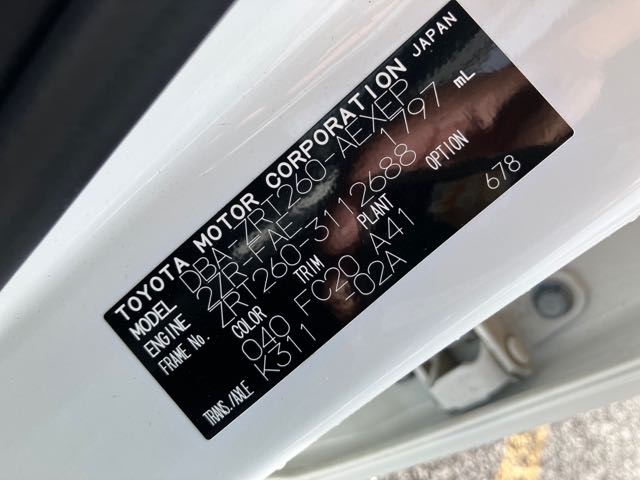 TOYOTA MOTOR CORPORATION JAPAN
MODEL DBA-ZRT260-AEXEP
ENGINE 2ZR-FAE 1797 mL
FRAME No. ZRT260-3112688
COLOR TRIM PLANT OPTION
040 FC20 A41 678
TRANS./AXLE K311 -02A